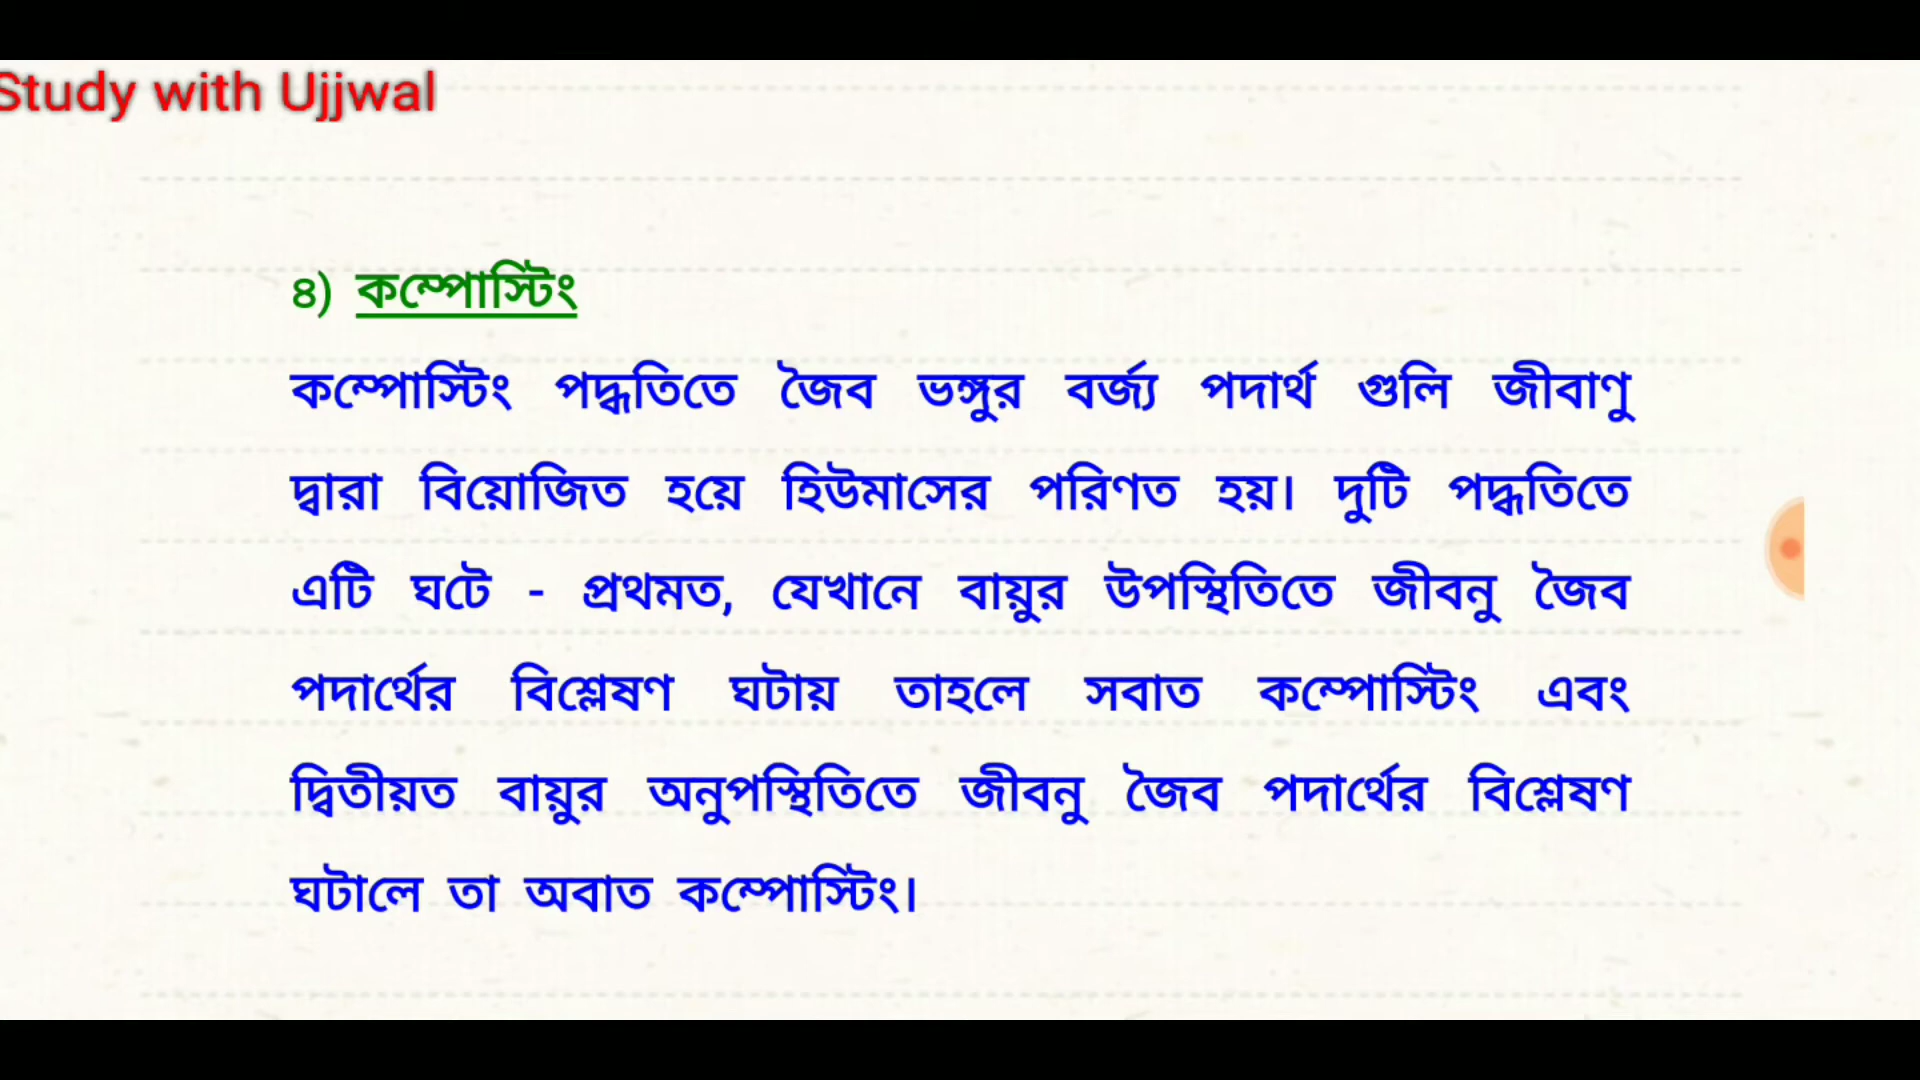 Study with Ujjwal
৪) কম্পোস্টিং
কম্পোস্টিং পদ্ধতিতে জৈব ভঙ্গুর বর্জ্য পদার্থ গুলি জীবাণু
দ্বারা বিয়োজিত হয়ে হিউমাসের পরিণত হয়। দুটি পদ্ধতিতে
এটি ঘটে - প্রথমত, যেখানে বায়ুর উপস্থিতিতে জীবনু জৈব
পদার্থের বিশ্লেষণ ঘটায় তাহলে সবাত কম্পোস্টিং এবং
দ্বিতীয়ত বায়ুর অনুপস্থিতিতে জীবনু জৈব পদার্থের বিশ্লেষণ
ঘটালে তা অবাত কম্পোস্টিং।